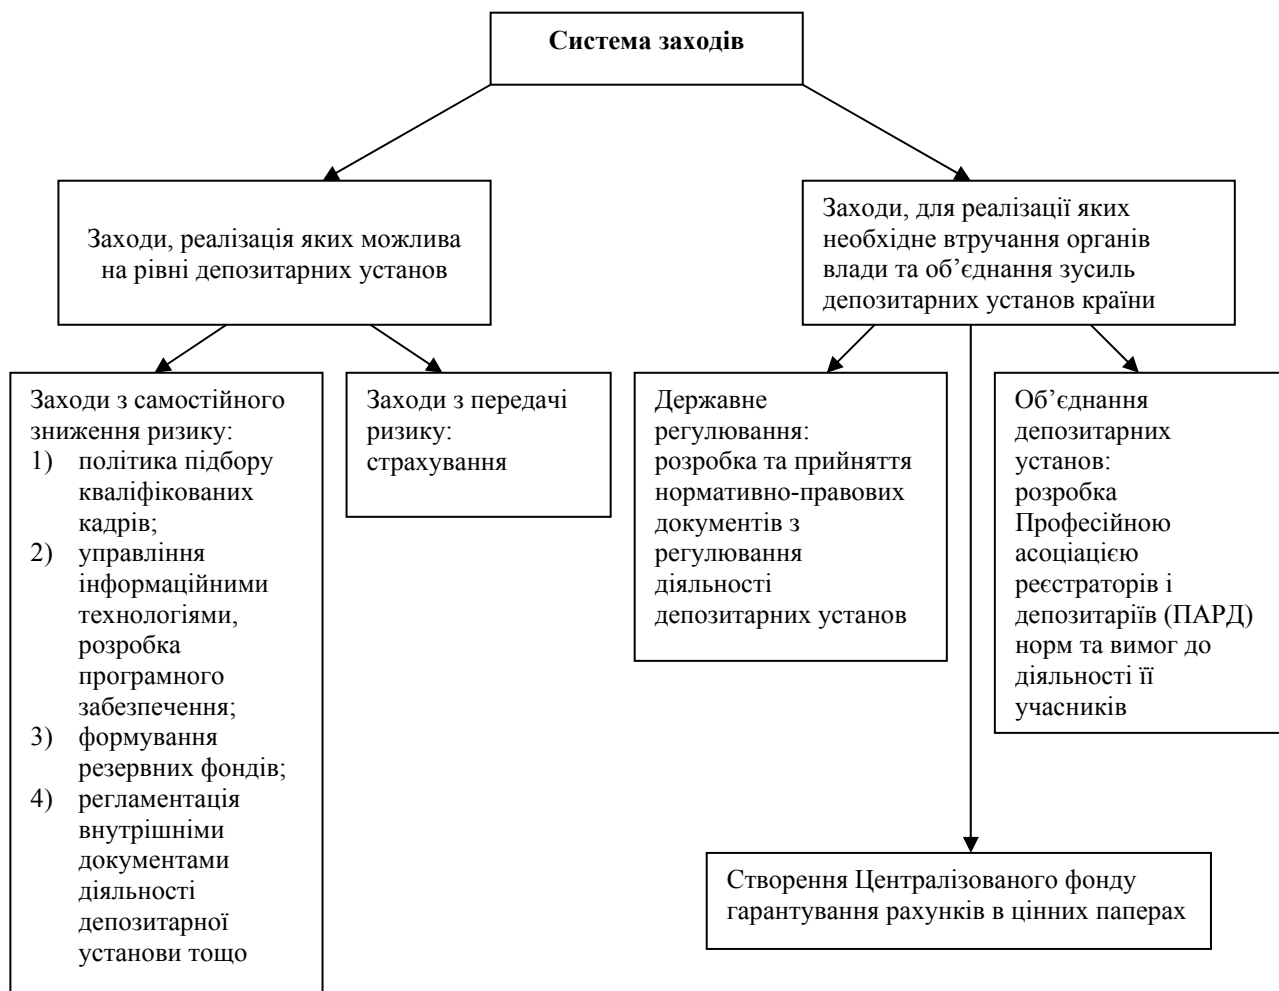 Система заходів
Заходи, реалізація яких можлива
на рівні депозитарних установ
Заходи, для реалізації яких
необхідне втручання органів
влади та об’єднання зусиль
депозитарних установ країни
Заходи з самостійного
зниження ризику:
1) політика підбору
кваліфікованих
кадрів;
2) управління
інформаційними
технологіями,
розробка
програмного
забезпечення;
3) формування
резервних фондів;
4) регламентація
внутрішніми
документами
діяльності
депозитарної
установи тощо
Заходи з передачі
ризику:
страхування
Державне
регулювання:
розробка та прийняття
нормативно-правових
документів з
регулювання
діяльності
депозитарних установ
Об’єднання
депозитарних
установ:
розробка
Професійною
асоціацією
реєстраторів і
депозитаріїв (ПАРД)
норм та вимог до
діяльності її
учасників
Створення Централізованого фонду
гарантування рахунків в цінних паперах